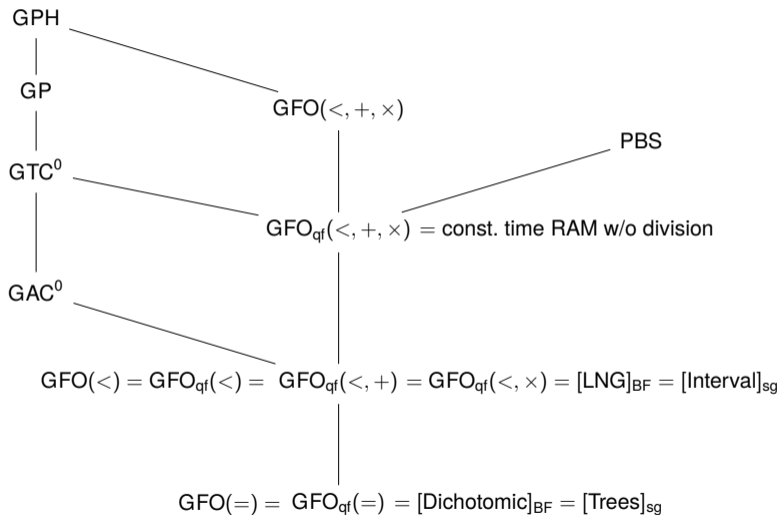 GPH
GP
GFO(<, +, ×)
PBS
GTC⁰
GFO_qf(<, +, ×) = const. time RAM w/o division
GAC⁰
GFO(<) = GFO_qf(<) = GFO_qf(<, +) = GFO_qf(<, ×) = [LNG]_BF = [Interval]_sg
GFO(=) = GFO_qf(=) = [Dichotomic]_BF = [Trees]_sg